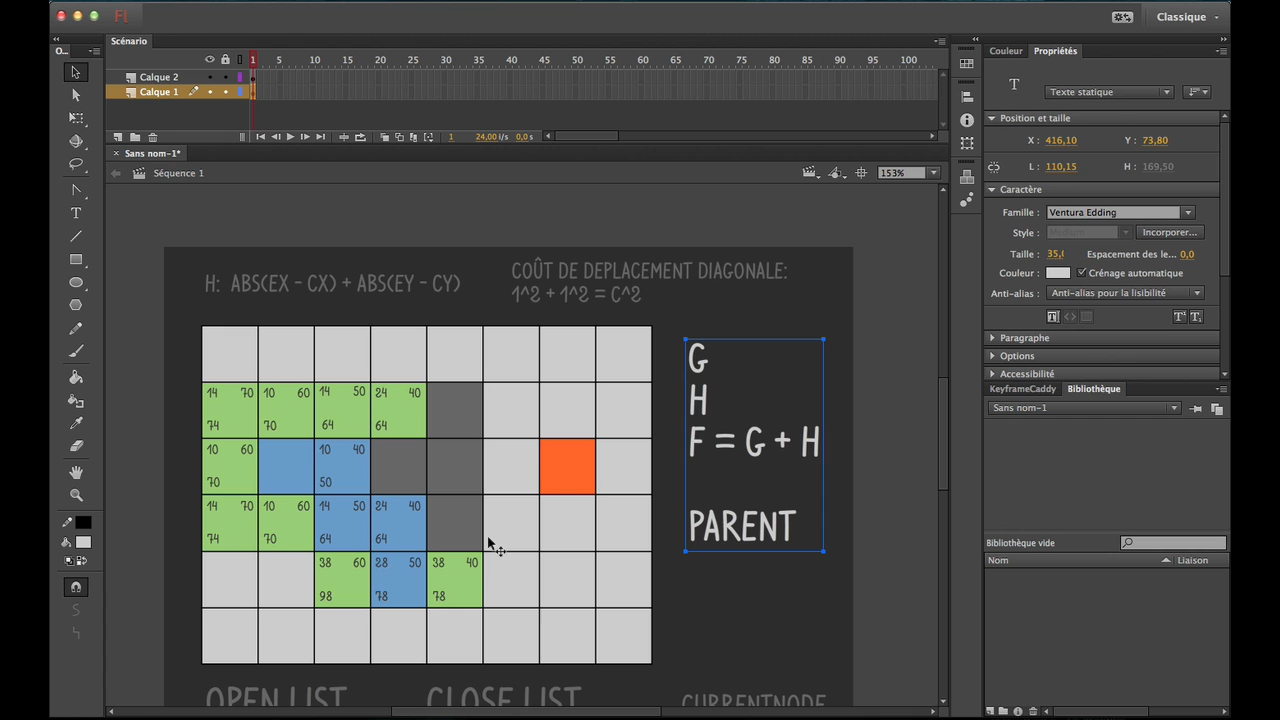 Fl
Classique
O...
Scénario
1 5 10 15 20 25 30 35 40 45 50 55 60 65 70 75 80 85 90 95 100
Calque 2
Calque 1
1 24,00 i/s 0,0 s
Sans nom-1*
Séquence 1
153%
H: ABS(EX - CX) + ABS(EY - CY)
COÛT DE DEPLACEMENT DIAGONALE:
1^2 + 1^2 = C^2
14 70 10 60 14 50 24 40
74 70 64 64
10 60 10 40
70 50
14 70 10 60 14 50 24 40
74 70 64 64
38 60 28 50 38 40
98 78 78
G
H
F = G + H
PARENT
OPEN LIST
CLOSE LIST
CURRENTNODE
Couleur
Propriétés
T
Texte statique
Position et taille
X: 416,10 Y: 73,80
L: 110,15 H: 169,50
Caractère
Famille: Ventura Edding
Style: Medium Incorporer...
Taille: 35,( Espacement des le... 0,0
Couleur: Crénage automatique
Anti-alias: Anti-alias pour la lisibilité
Paragraphe
Options
Accessibilité
KeyframeCaddy
Bibliothèque
Sans nom-1
Bibliothèque vide
Nom Liaison